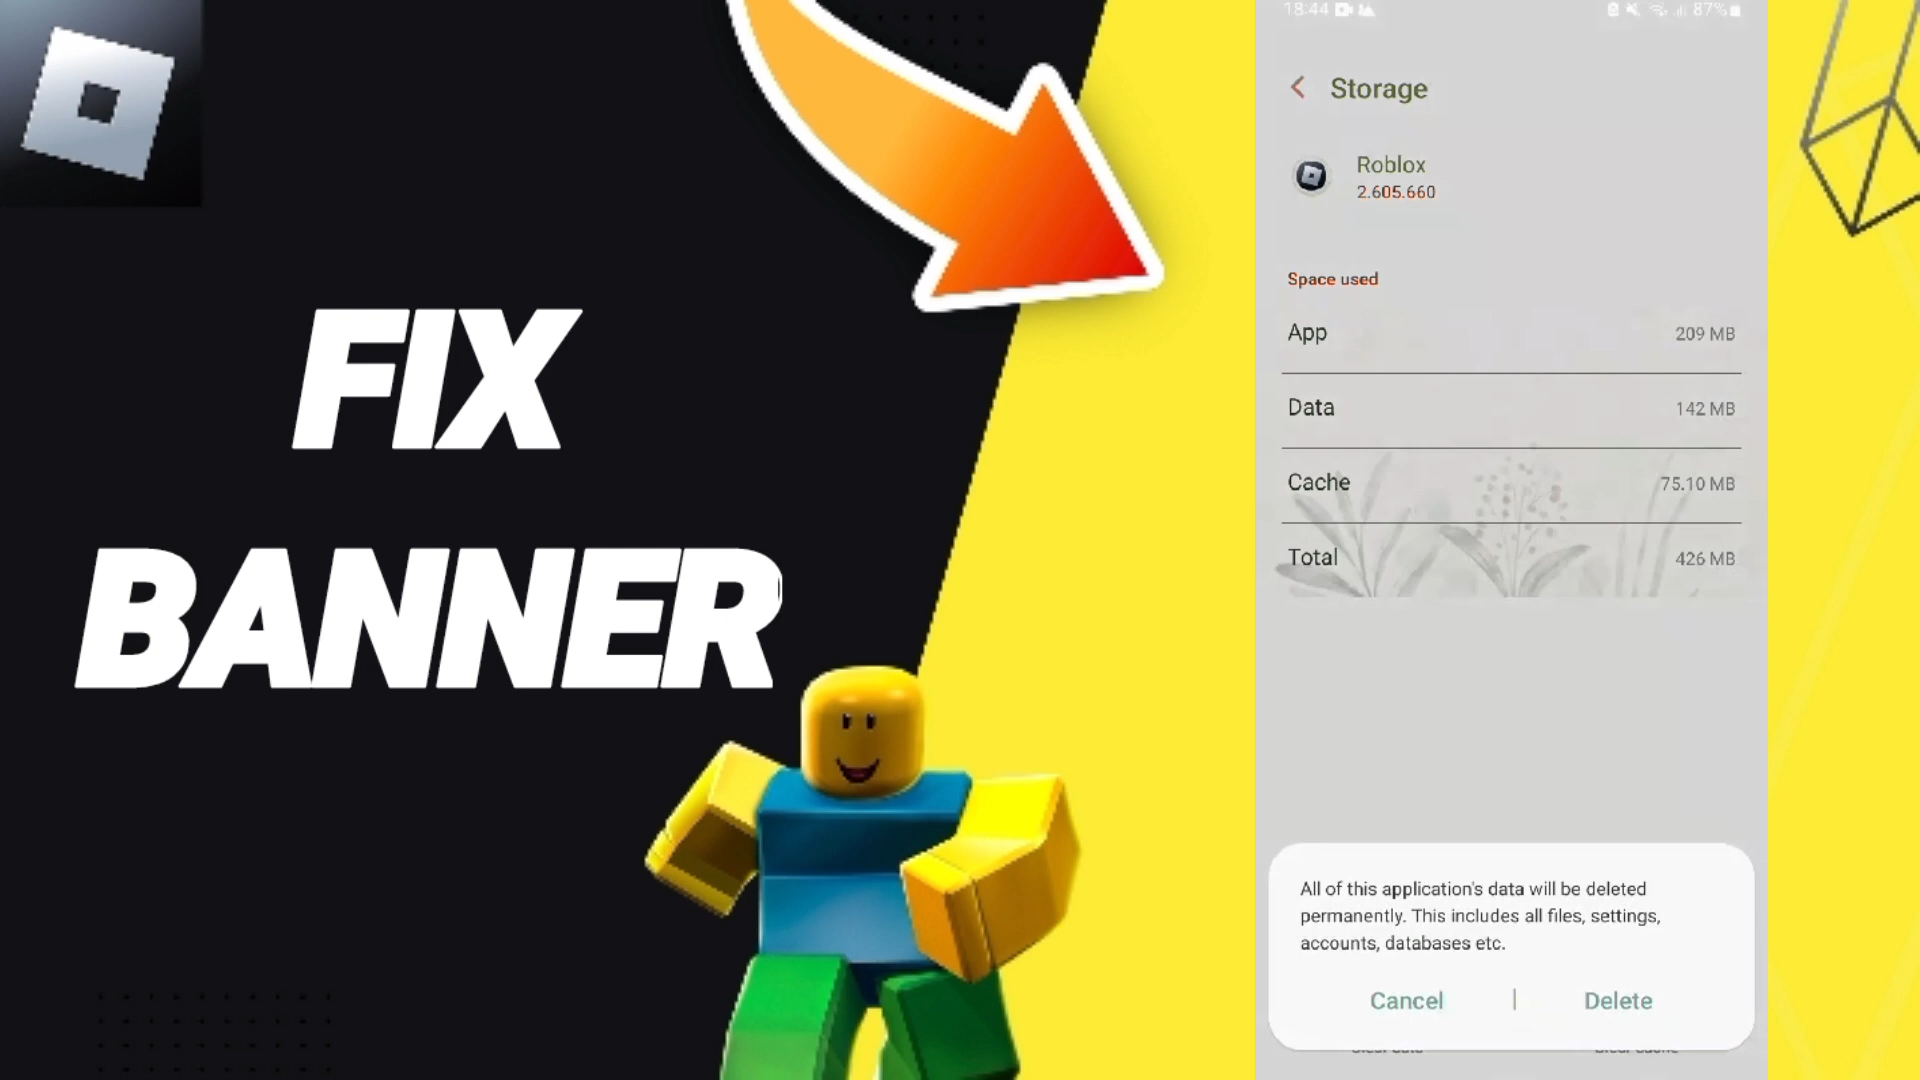 FIX
BANNER
18:44
87%
Storage
Roblox
2.605.660
Space used
App 209 MB
Data 142 MB
Cache 75.10 MB
Total 426 MB
All of this application's data will be deleted
permanently. This includes all files, settings,
accounts, databases etc.
Cancel | Delete